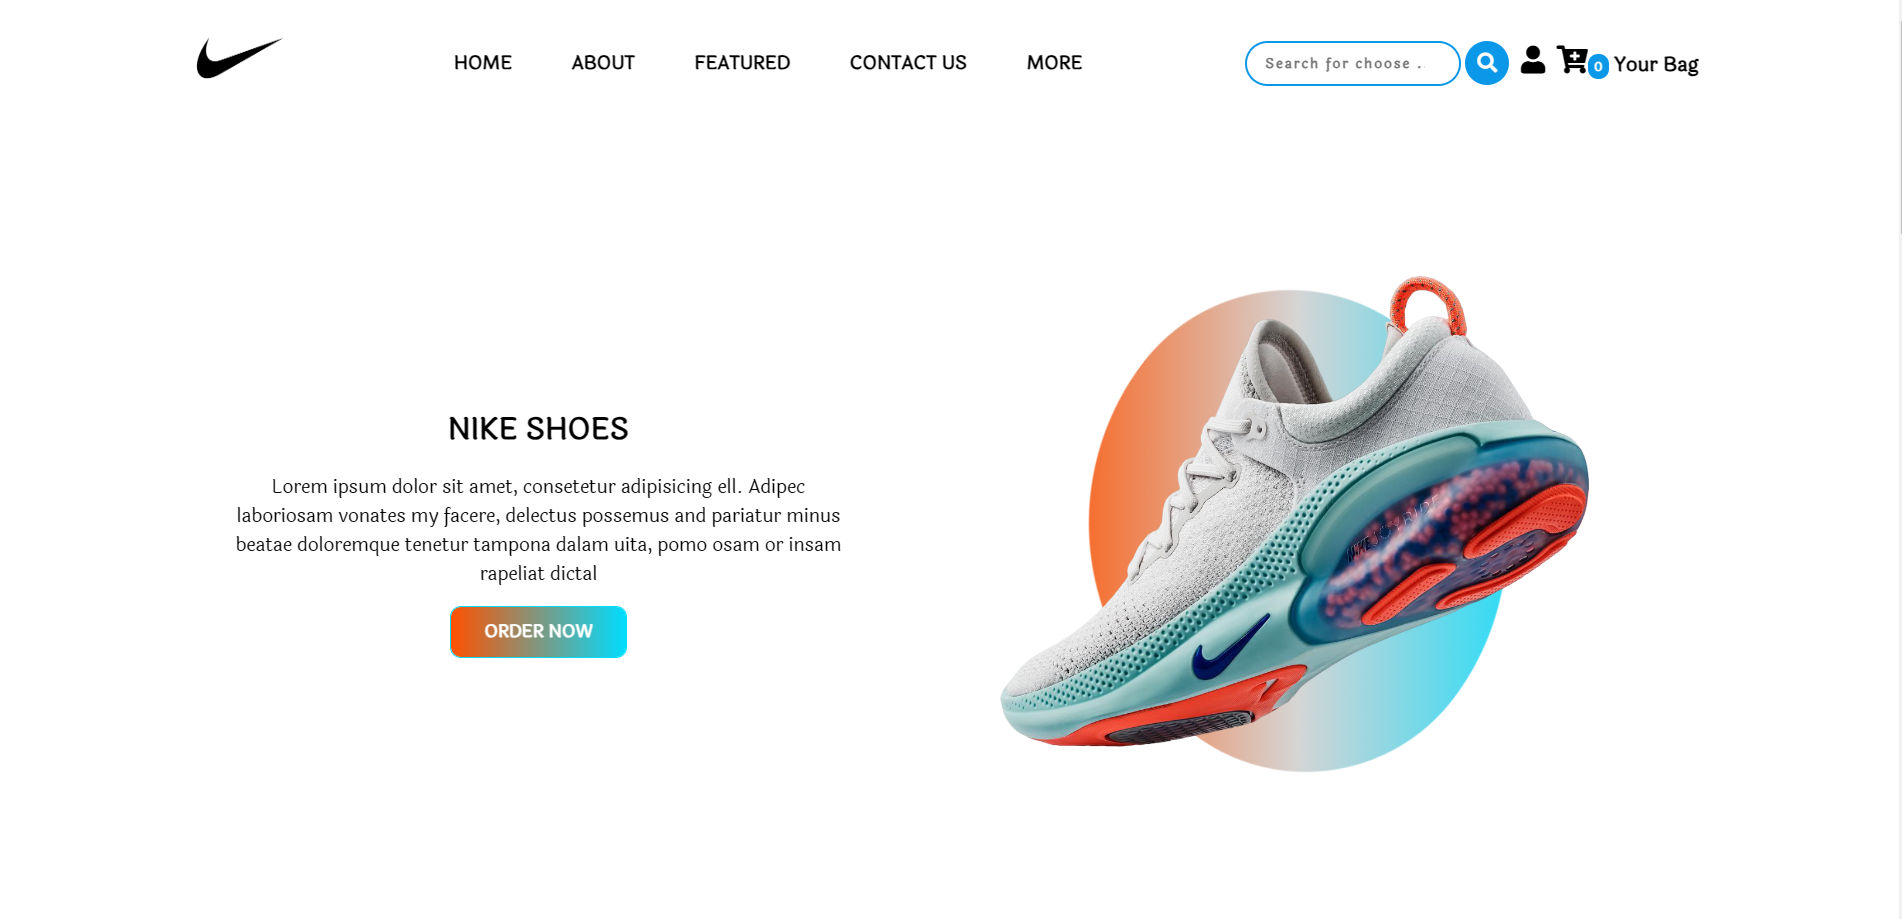 HOME ABOUT FEATURED CONTACT US MORE Search for choose . 0 Your Bag
NIKE SHOES
Lorem ipsum dolor sit amet, consetetur adipisicing ell. Adipec
laboriosam vonates my facere, delectus possemus and pariatur minus
beatae doloremque tenetur tampona dalam uita, pomo osam or insam
rapeliat dictal
ORDER NOW